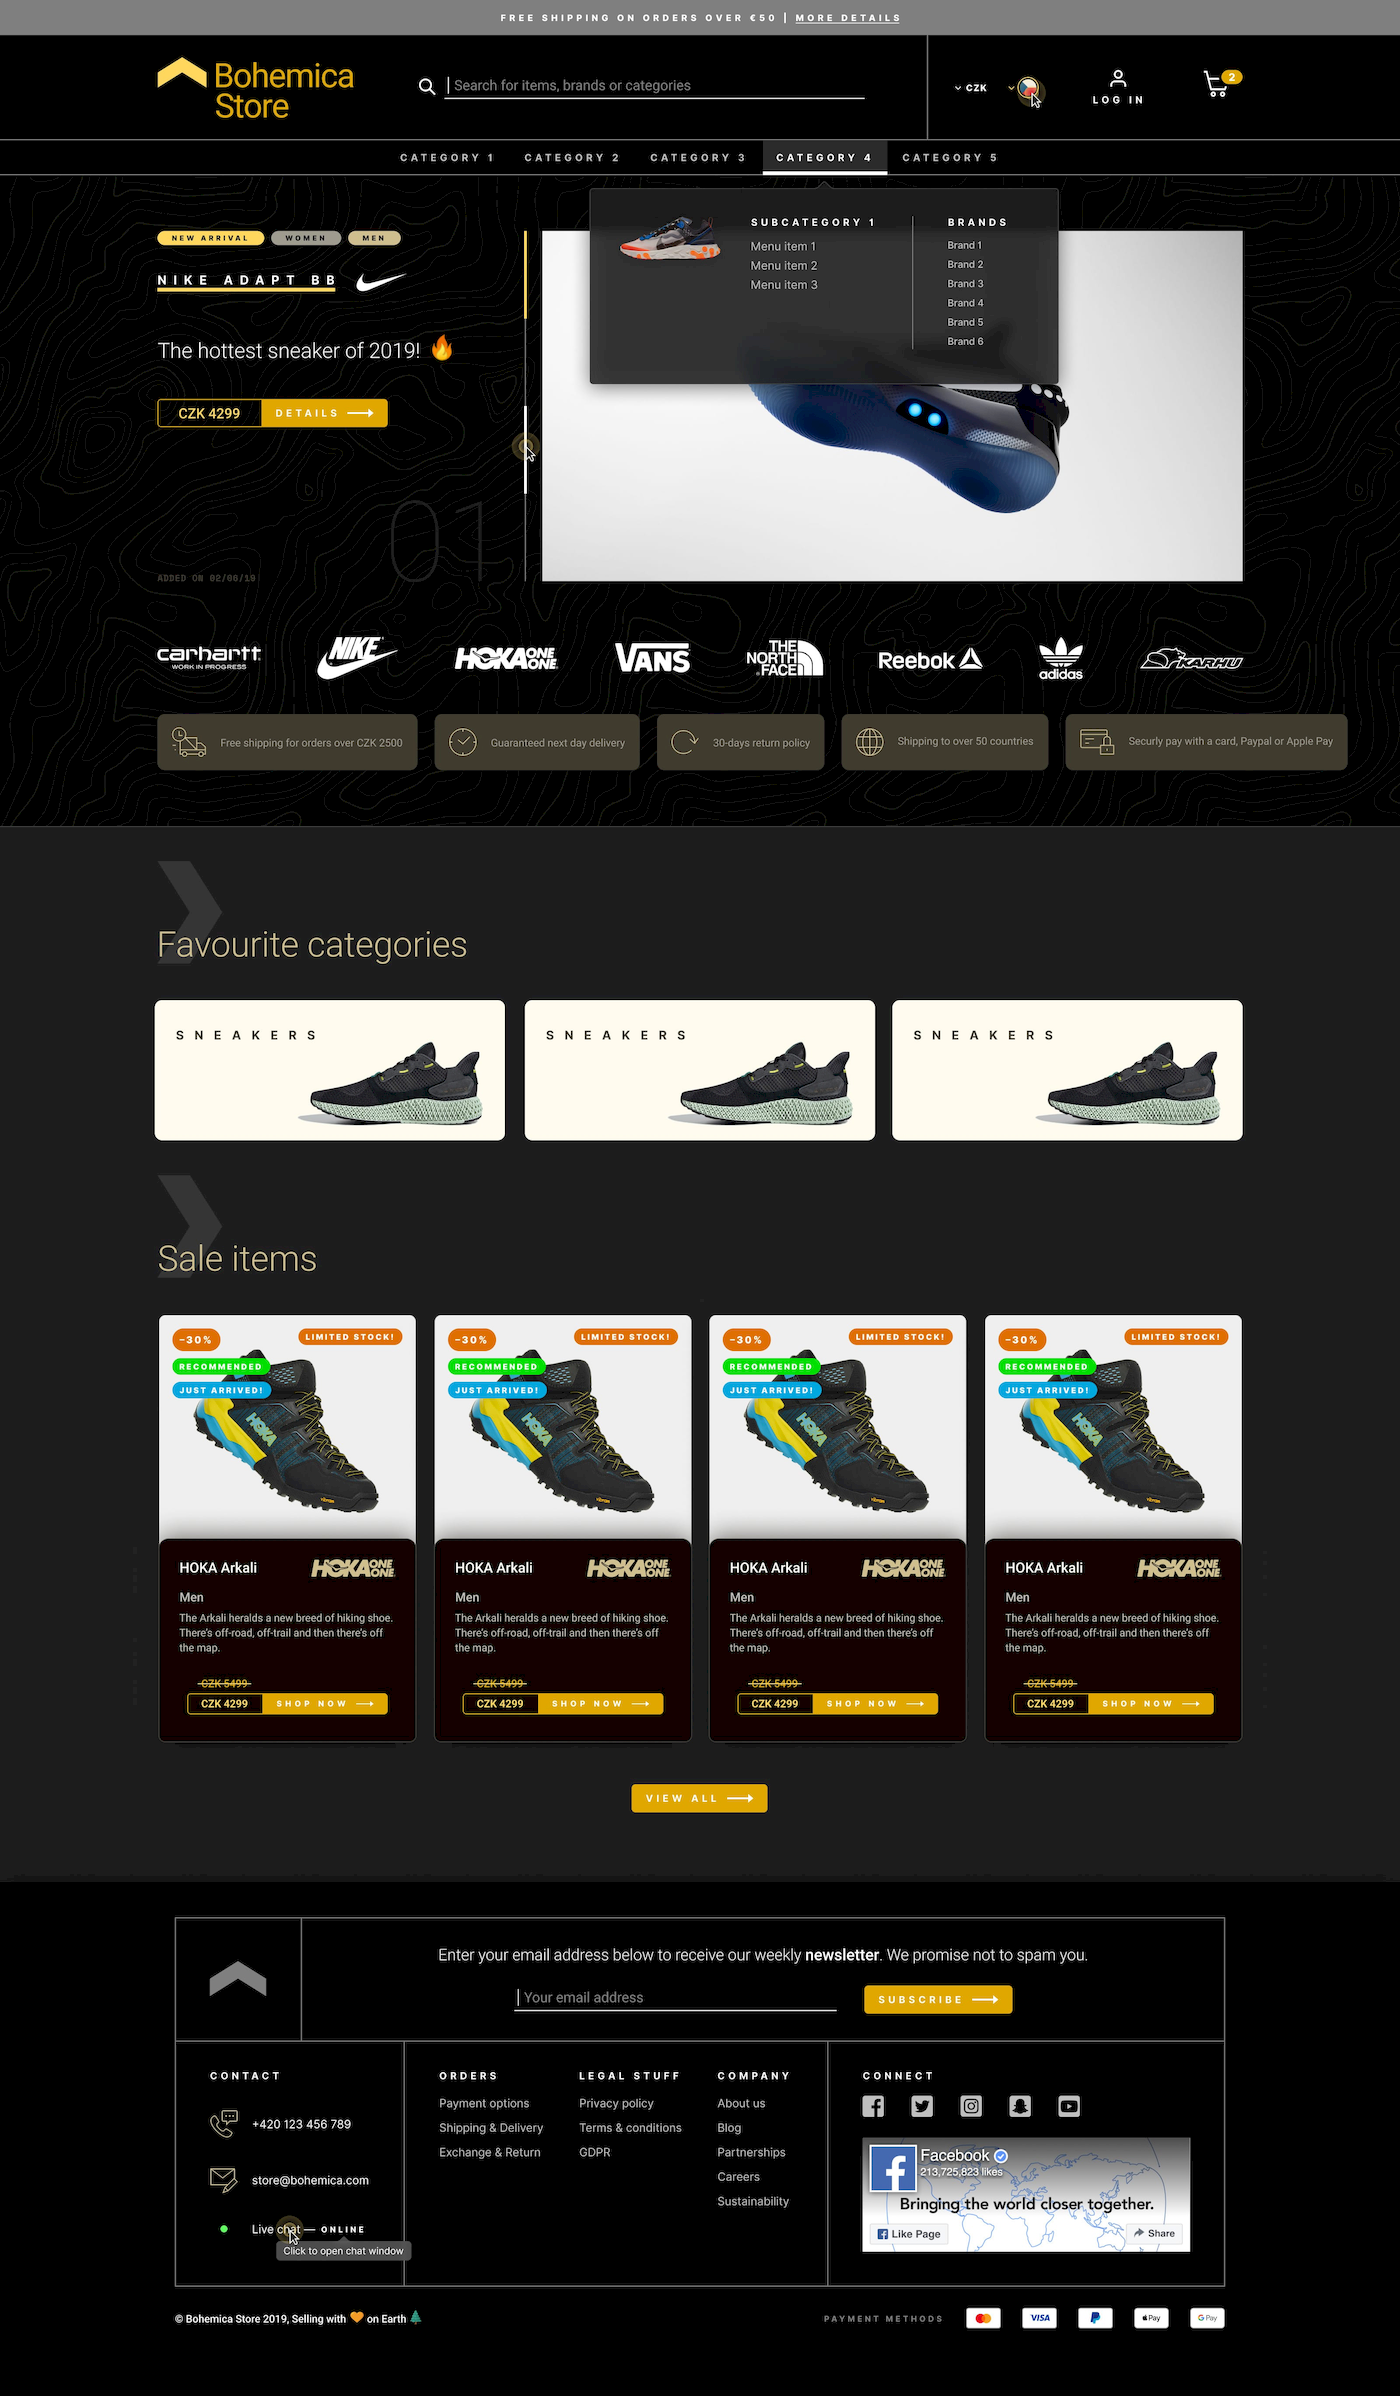 FREE SHIPPING ON ORDERS OVER €50 | MORE DETAILS
Bohemica
Store
Search for items, brands or categories
CZK
LOG IN
2
CATEGORY 1
CATEGORY 2
CATEGORY 3
CATEGORY 4
CATEGORY 5
SUBCATEGORY 1
Menu item 1
Menu item 2
Menu item 3
BRANDS
Brand 1
Brand 2
Brand 3
Brand 4
Brand 5
Brand 6
NEW ARRIVAL
WOMEN
MEN
NIKE ADAPT BB
The hottest sneaker of 2019! 🔥
CZK 4299
DETAILS
01
ADDED ON 02/06/19
carhartt
WORK IN PROGRESS
NIKE
HOKA ONE ONE
VANS
THE
NORTH
FACE
Reebok
adidas
KARHU
Free shipping for orders over CZK 2500
Guaranteed next day delivery
30-days return policy
Shipping to over 50 countries
Securly pay with a card, Paypal or Apple Pay
Favourite categories
SNEAKERS
SNEAKERS
SNEAKERS
Sale items
-30%
LIMITED STOCK!
RECOMMENDED
JUST ARRIVED!
HOKA
HOKA Arkali
HOKA ONE ONE
Men
The Arkali heralds a new breed of hiking shoe.
There's off-road, off-trail and then there's off
the map.
CZK 5499
CZK 4299
SHOP NOW
-30%
LIMITED STOCK!
RECOMMENDED
JUST ARRIVED!
HOKA
HOKA Arkali
HOKA ONE ONE
Men
The Arkali heralds a new breed of hiking shoe.
There's off-road, off-trail and then there's off
the map.
CZK 5499
CZK 4299
SHOP NOW
-30%
LIMITED STOCK!
RECOMMENDED
JUST ARRIVED!
HOKA
HOKA Arkali
HOKA ONE ONE
Men
The Arkali heralds a new breed of hiking shoe.
There's off-road, off-trail and then there's off
the map.
CZK 5499
CZK 4299
SHOP NOW
-30%
LIMITED STOCK!
RECOMMENDED
JUST ARRIVED!
HOKA
HOKA Arkali
HOKA ONE ONE
Men
The Arkali heralds a new breed of hiking shoe.
There's off-road, off-trail and then there's off
the map.
CZK 5499
CZK 4299
SHOP NOW
VIEW ALL
Enter your email address below to receive our weekly newsletter. We promise not to spam you.
Your email address
SUBSCRIBE
CONTACT
+420 123 456 789
store@bohemica.com
Live chat — ONLINE
Click to open chat window
ORDERS
Payment options
Shipping & Delivery
Exchange & Return
LEGAL STUFF
Privacy policy
Terms & conditions
GDPR
COMPANY
About us
Blog
Partnerships
Careers
Sustainability
CONNECT
Facebook
213,725,823 likes
Bringing the world closer together.
Like Page
Share
© Bohemica Store 2019, Selling with 🧡 on Earth 🌲
PAYMENT METHODS
VISA
Pay
G Pay